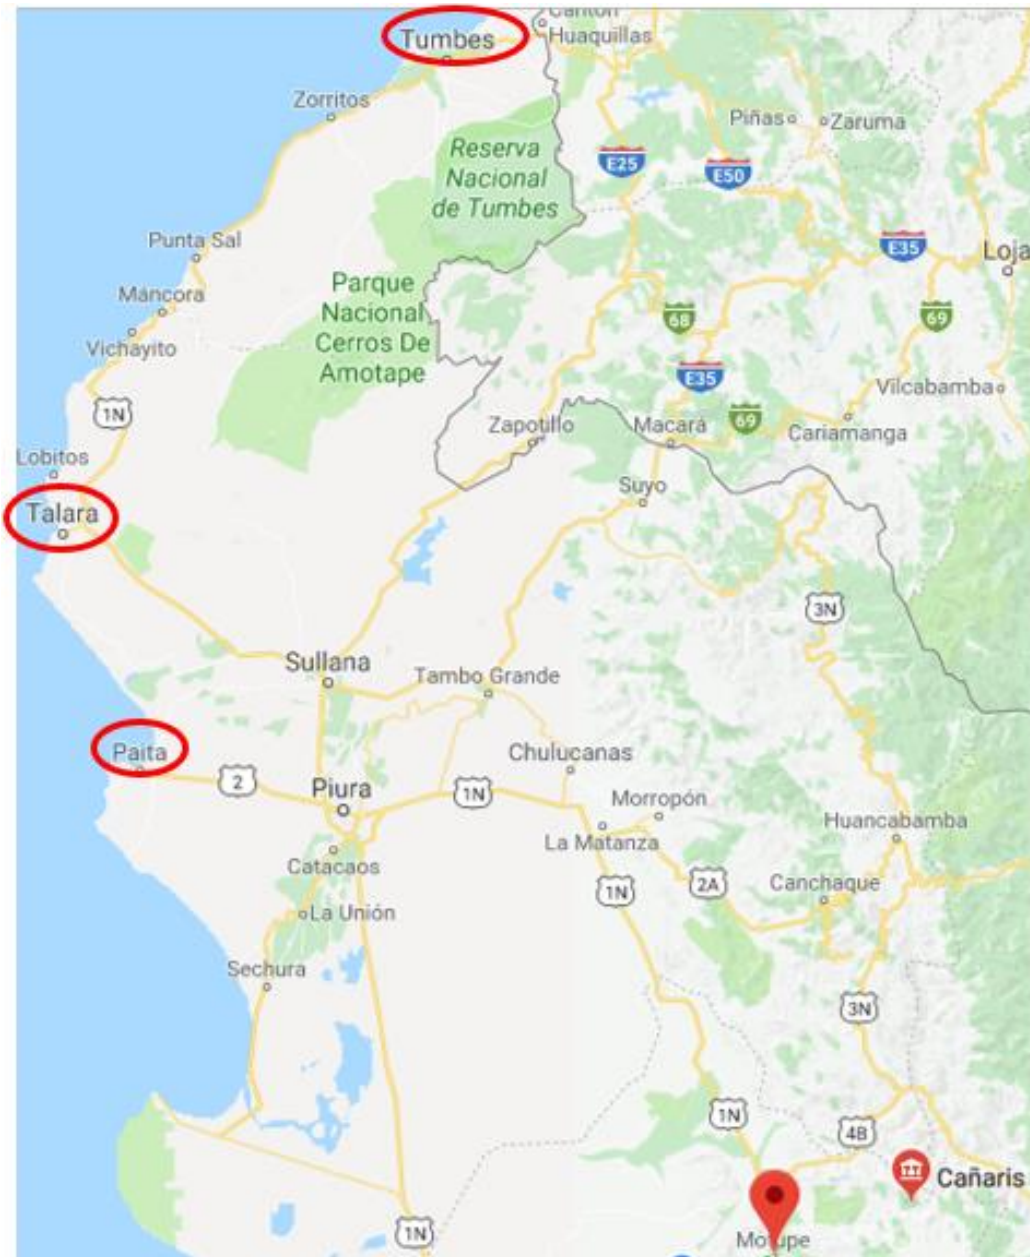 Cantón
Huaquillas
Tumbes
Zorritos
Piñas
Zaruma
Reserva
Nacional
de Tumbes
E25
E50
Punta Sal
E35
Loja
Parque
Nacional
Cerros De
Amotape
Máncora
Vichayito
68
69
E35
Vilcabamba
1N
Zapotillo
Macará
69
Cariamanga
Lobitos
Suyo
Talara
3N
Sullana
Tambo Grande
Paita
2
Piura
1N
Chulucanas
Morropón
La Matanza
Huancabamba
Catacaos
1N
2A
Canchaque
La Unión
Sechura
3N
1N
4B
Cañaris
1N
Motupe